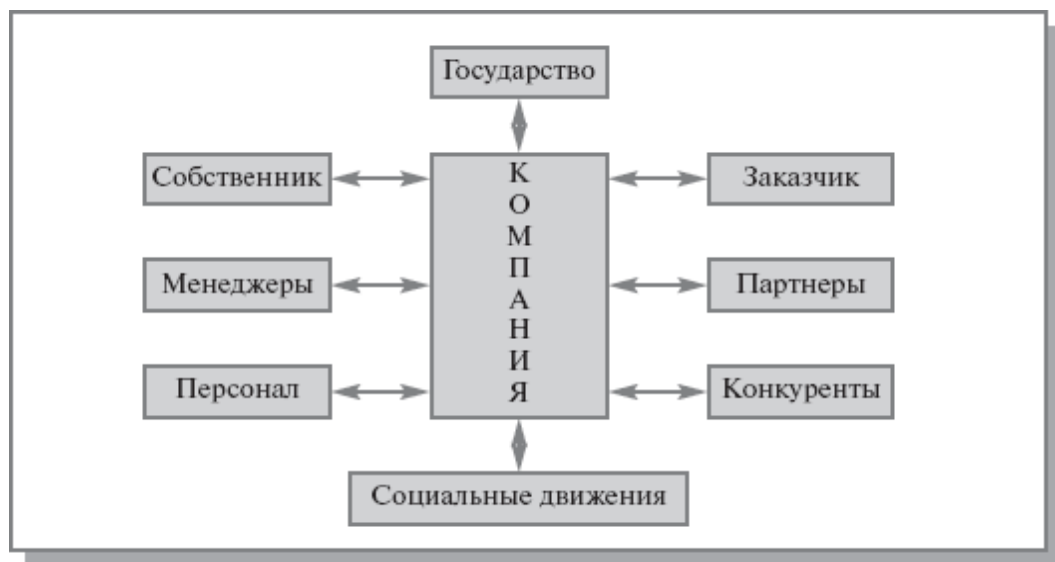 Государство
Собственник
Менеджеры
Персонал
К
О
М
П
А
Н
И
Я
Заказчик
Партнеры
Конкуренты
Социальные движения